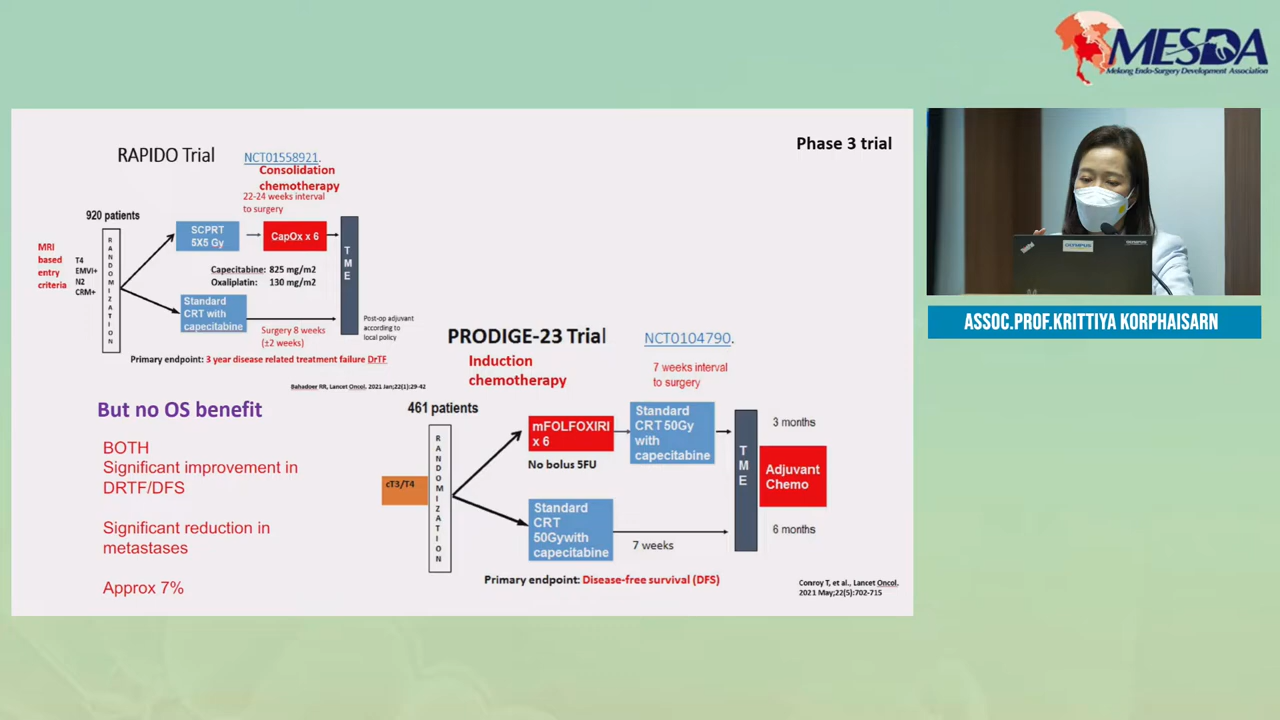 MESDA
Mekong Endo-Surgery Development Association
Phase 3 trial
RAPIDO Trial
NCT01558921.
Consolidation
chemotherapy
22-24 weeks interval
to surgery
920 patients
MRI
based
entry
criteria
T4
EMVI+
N2
CRM+
RANDOMIZATION
SCPRT
5X5 Gy
CapOx x 6
TME
Capecitabine: 825 mg/m2
Oxaliplatin: 130 mg/m2
Standard
CRT with
capecitabine
Surgery 8 weeks
(±2 weeks)
Post-op adjuvant
according to
local policy
Primary endpoint: 3 year disease related treatment failure DrTF
Bahadoer RR, Lancet Oncol. 2021 Jan;22(1):29-42
But no OS benefit
BOTH
Significant improvement in
DRTF/DFS
Significant reduction in
metastases
Approx 7%
PRODIGE-23 Trial
NCT0104790.
Induction
chemotherapy
7 weeks interval
to surgery
461 patients
cT3/T4
RANDOMIZATION
mFOLFOXIRI
x 6
No bolus 5FU
Standard
CRT 50Gy
with
capecitabine
TME
3 months
Adjuvant
Chemo
6 months
Standard
CRT
50Gywith
capecitabine
7 weeks
Primary endpoint: Disease-free survival (DFS)
Conroy T, et al., Lancet Oncol.
2021 May;22(5):702-715
OLYMPUS
ASSOC.PROF.KRITTIYA KORPHAISARN